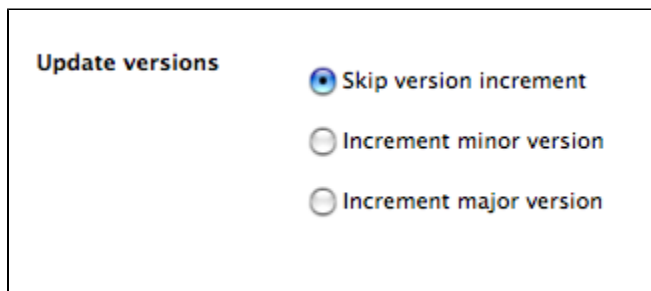 Update versions
Skip version increment
Increment minor version
Increment major version